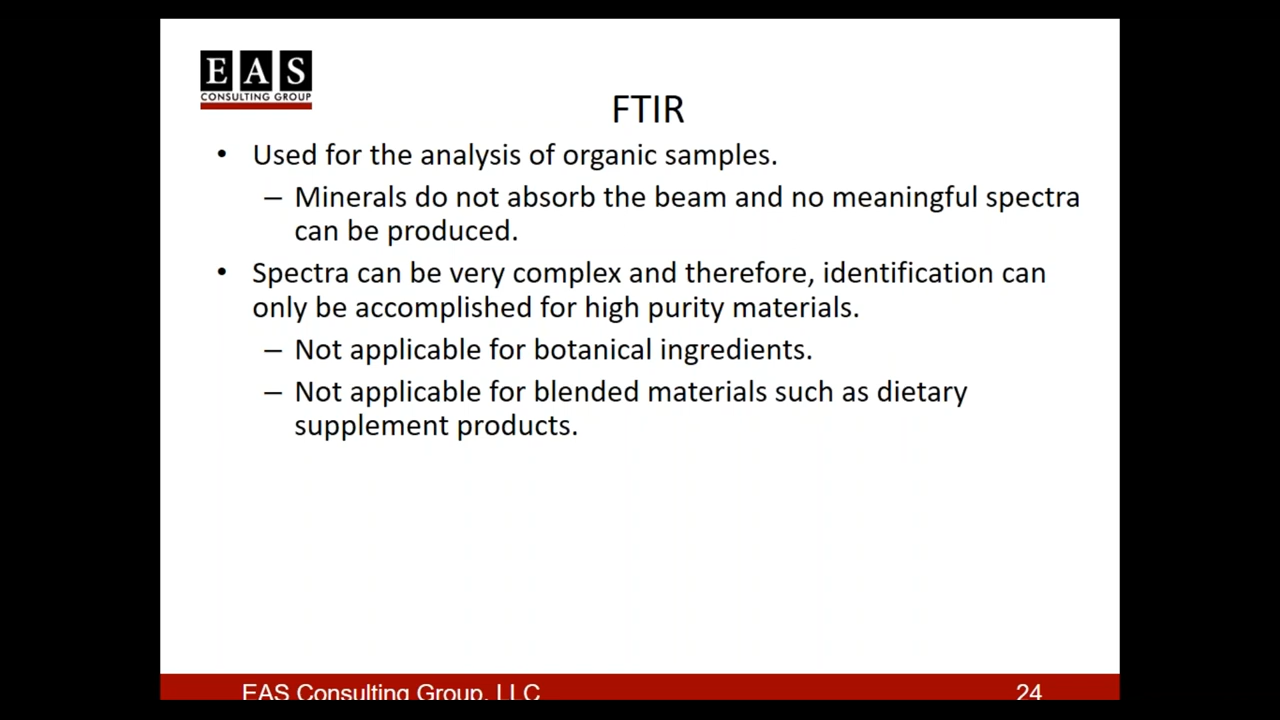 EAS
CONSULTING GROUP
FTIR
• Used for the analysis of organic samples.
– Minerals do not absorb the beam and no meaningful spectra
can be produced.
• Spectra can be very complex and therefore, identification can
only be accomplished for high purity materials.
– Not applicable for botanical ingredients.
– Not applicable for blended materials such as dietary
supplement products.
EAS Consulting Group, LLC
24